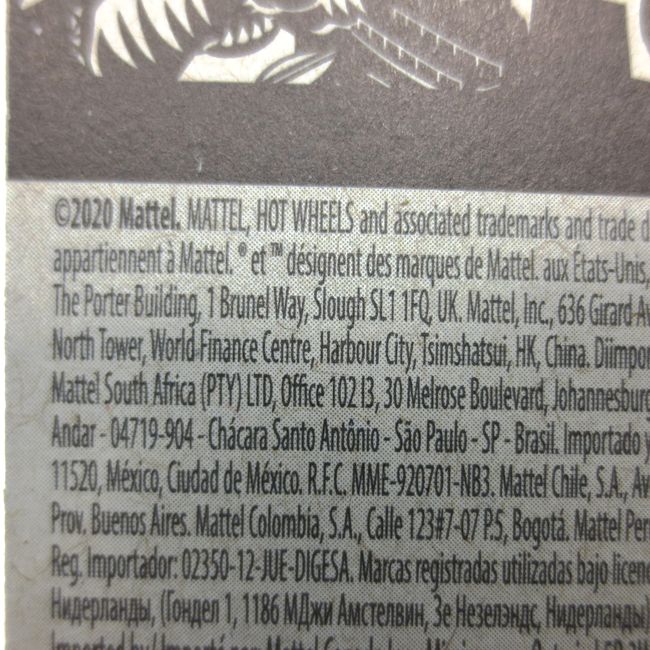 ©2020 Mattel. MATTEL, HOT WHEELS and associated trademarks and trade d
appartiennent à Mattel. ® et ™ désignent des marques de Mattel. aux États-Unis,
The Porter Building, 1 Brunel Way, Slough SL1 1FQ, UK. Mattel, Inc., 636 Girard Av
North Tower, World Finance Centre, Harbour City, Tsimshatsui, HK, China. Diimpor
Mattel South Africa (PTY) LTD, Office 102 I3, 30 Melrose Boulevard, Johannesburg
Andar - 04719-904 - Chácara Santo Antônio - São Paulo - SP - Brasil. Importado y
11520, México, Ciudad de México. R.F.C. MME-920701-NB3. Mattel Chile, S.A., Av
Prov. Buenos Aires. Mattel Colombia, S.A., Calle 123#7-07 P.5, Bogotá. Mattel Per
Reg. Importador: 02350-12-JUE-DIGESA. Marcas registradas utilizadas bajo licen
Нидерланды, (Гондел 1, 1186 МДжи Амстелвин, Зе Незелэндс, Нидерланды)